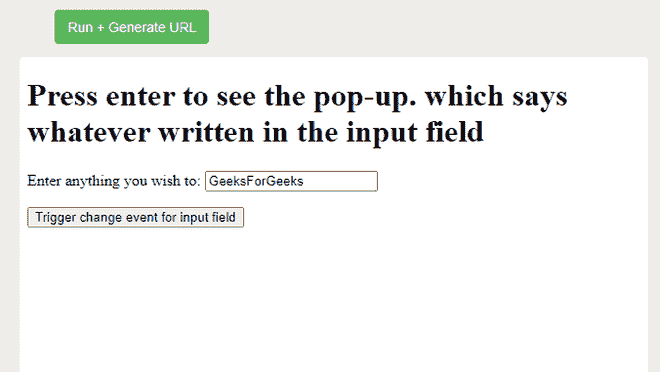 Run + Generate URL
Press enter to see the pop-up. which says
whatever written in the input field
Enter anything you wish to: GeeksForGeeks
Trigger change event for input field